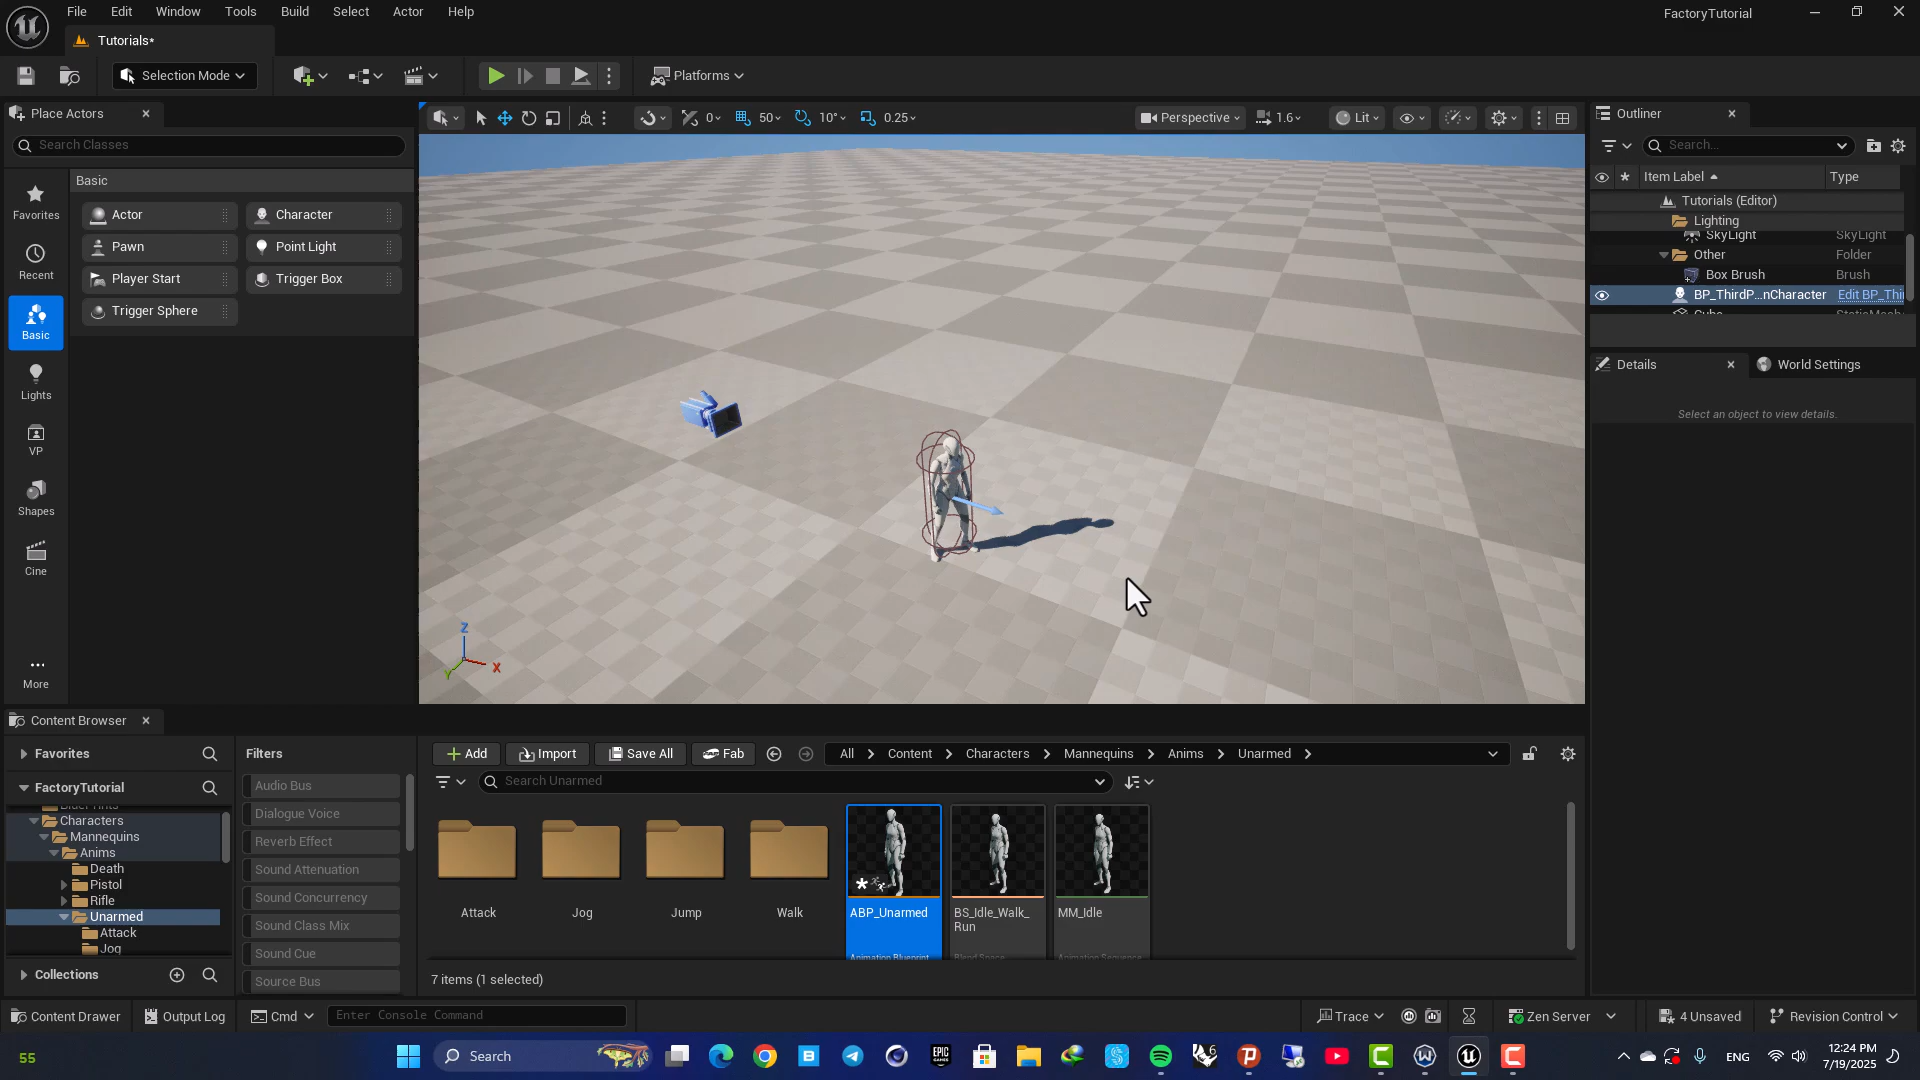 File Edit Window Tools Build Select Actor Help
FactoryTutorial
Tutorials*
Selection Mode
Platforms
Place Actors
Search Classes
Basic
Favorites
Recent
Basic
Lights
VP
Shapes
Cine
More
Actor
Character
Pawn
Point Light
Player Start
Trigger Box
Trigger Sphere
0
50
10°
0.25
Perspective
1.6
Lit
Z
X
Y
Outliner
Search...
Item Label
Type
Tutorials (Editor)
Lighting
SkyLight
SkyLight
Other
Folder
Box Brush
Brush
BP_ThirdP...nCharacter
Edit BP_Thi
Cube
Details
World Settings
Select an object to view details.
Content Browser
Favorites
FactoryTutorial
Characters
Mannequins
Anims
Death
Pistol
Rifle
Unarmed
Attack
Jog
Collections
Filters
Audio Bus
Dialogue Voice
Reverb Effect
Sound Attenuation
Sound Concurrency
Sound Class Mix
Sound Cue
Source Bus
Add
Import
Save All
Fab
All
Content
Characters
Mannequins
Anims
Unarmed
Search Unarmed
Attack
Jog
Jump
Walk
ABP_Unarmed
Animation Blueprint
BS_Idle_Walk_
Run
Blend Space
MM_Idle
Animation Sequence
7 items (1 selected)
Content Drawer
Output Log
Cmd
Enter Console Command
Trace
Zen Server
4 Unsaved
Revision Control
55
Search
EPIC
GAMES
6
ENG
12:24 PM
7/19/2025